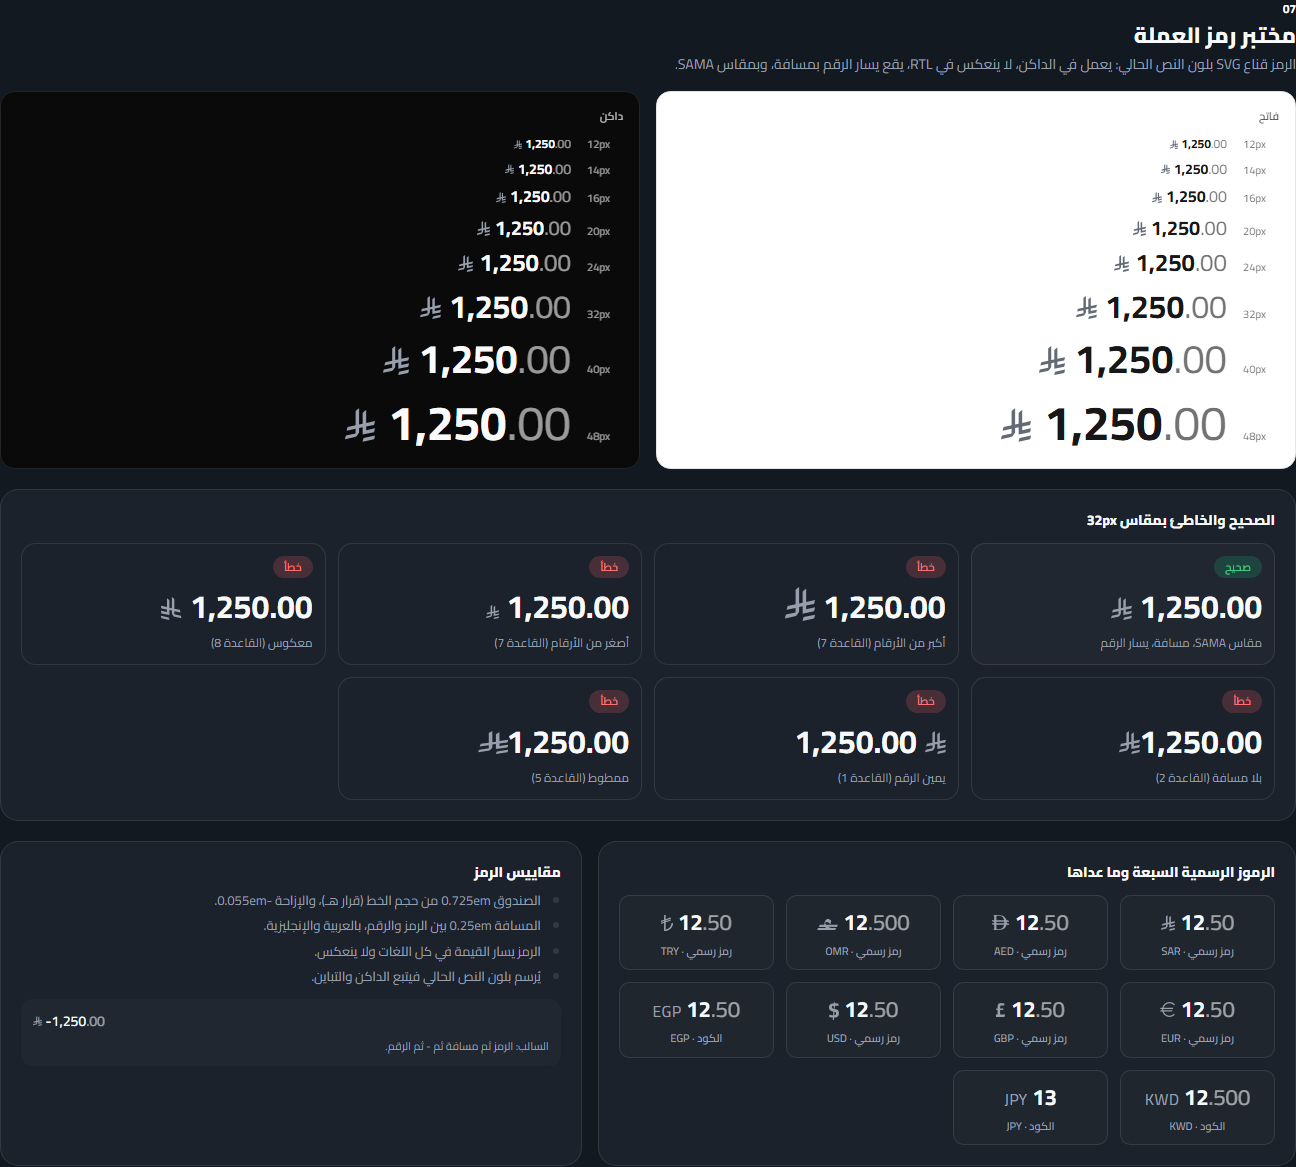 07
مختبر رمز العملة
الرمز قناع SVG بلون النص الحالي: يعمل في الداكن، لا ينعكس في RTL، يقع يسار الرقم بمسافة، وبمقاس SAMA.
فاتح
12px 1,250.00
14px 1,250.00
16px 1,250.00
20px 1,250.00
24px 1,250.00
32px 1,250.00
40px 1,250.00
48px 1,250.00
داكن
12px 1,250.00
14px 1,250.00
16px 1,250.00
20px 1,250.00
24px 1,250.00
32px 1,250.00
40px 1,250.00
48px 1,250.00
الصحيح والخاطئ بمقاس 32px
صحيح
1,250.00
مقاس SAMA، مسافة، يسار الرقم
خطأ
1,250.00
أكبر من الأرقام (القاعدة 7)
خطأ
1,250.00
أصغر من الأرقام (القاعدة 7)
خطأ
1,250.00
معكوس (القاعدة 8)
خطأ
1,250.00
بلا مسافة (القاعدة 2)
خطأ
1,250.00
يمين الرقم (القاعدة 1)
خطأ
1,250.00
ممطوط (القاعدة 5)
الرموز الرسمية السبعة وما عداها
12.50
رمز رسمي · SAR
12.50
رمز رسمي · AED
12.500
رمز رسمي · OMR
₺ 12.50
رمز رسمي · TRY
€ 12.50
رمز رسمي · EUR
£ 12.50
رمز رسمي · GBP
$ 12.50
رمز رسمي · USD
EGP 12.50
الكود · EGP
KWD 12.500
الكود · KWD
JPY 13
الكود · JPY
مقاييس الرمز
الصندوق 0.725em من حجم الخط (قرار هـ)، والإزاحة -0.055em.
المسافة 0.25em بين الرمز والرقم، بالعربية والإنجليزية.
الرمز يسار القيمة في كل اللغات ولا ينعكس.
يُرسم بلون النص الحالي فيتبع الداكن والتباين.
-1,250.00
السالب: الرمز ثم مسافة ثم - ثم الرقم.